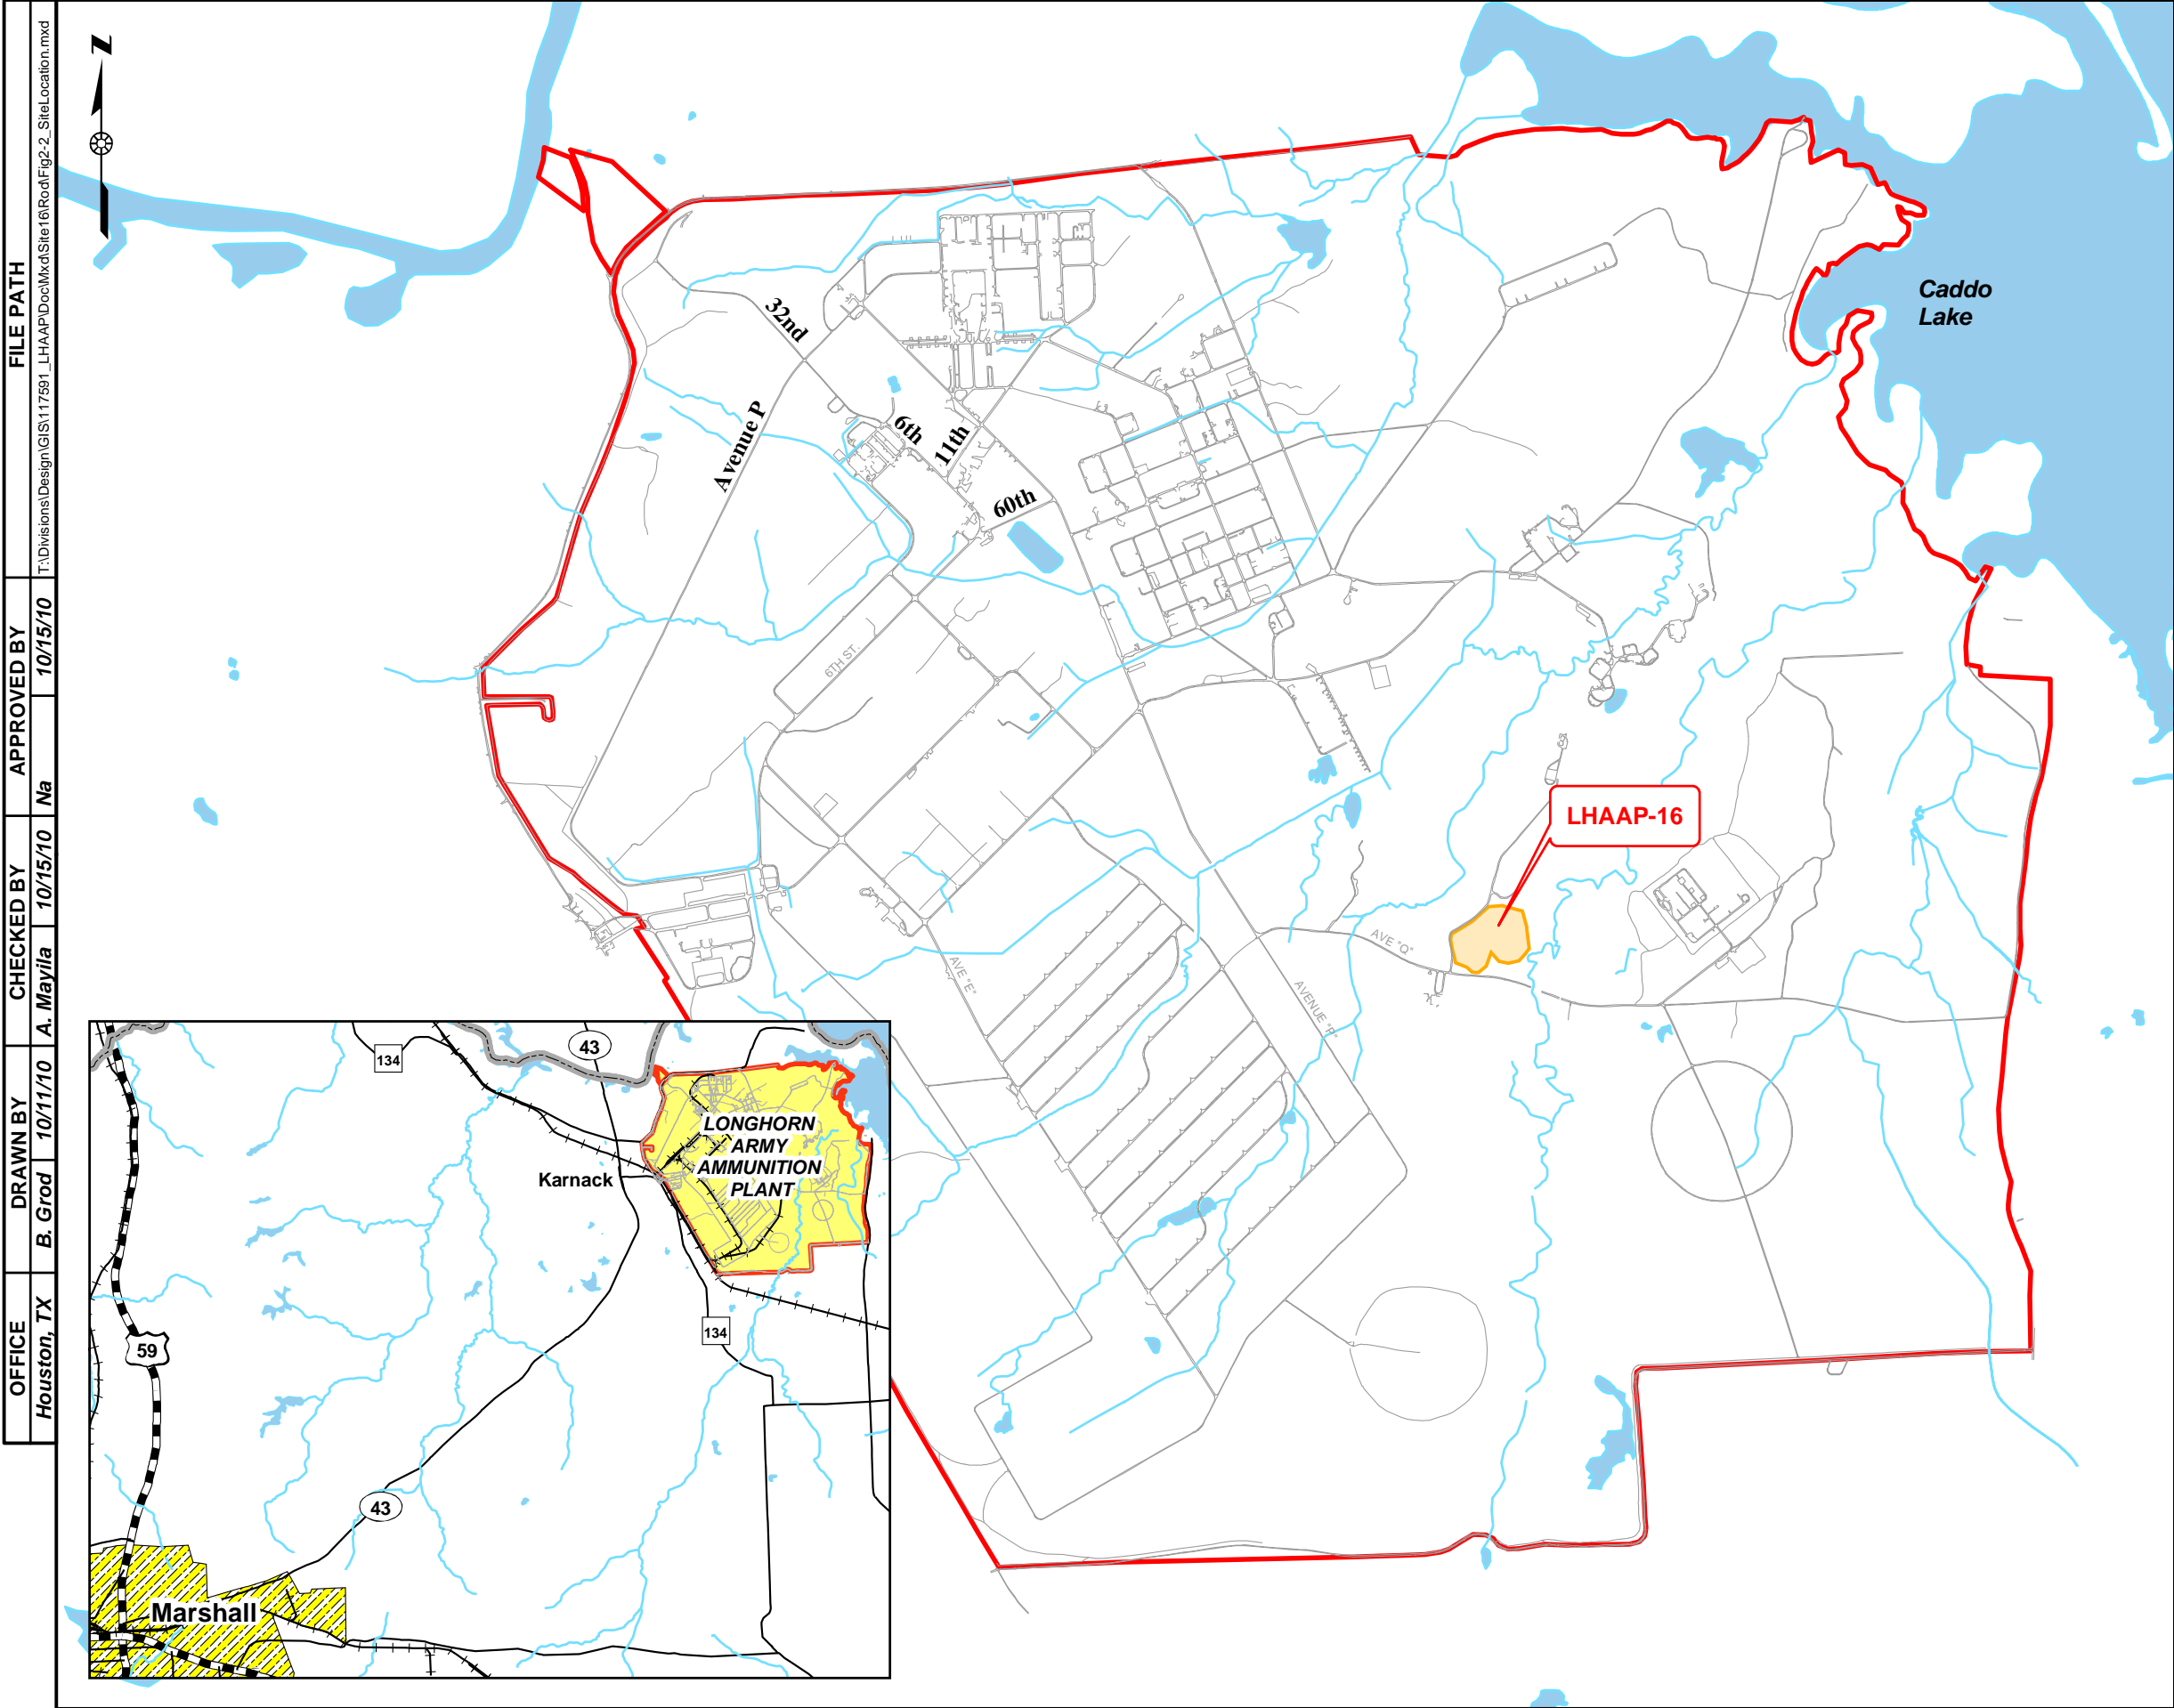 FILE PATH
T:\Divisions\Design\GIS\117591_LHAAP\DocMxd\Site16\Rod\Fig2-2_SiteLocation.mxd
APPROVED BY
Na 10/15/10
CHECKED BY
A. Mayila 10/15/10
DRAWN BY
B. Grod 10/11/10
OFFICE
Houston, TX
N
Caddo
Lake
32nd
Avenue P
6th
11th
60th
6TH ST.
LHAAP-16
AVE "Q"
AVE "E"
AVENUE "P"
134
43
LONGHORN
ARMY
AMMUNITION
PLANT
Karnack
134
59
43
Marshall